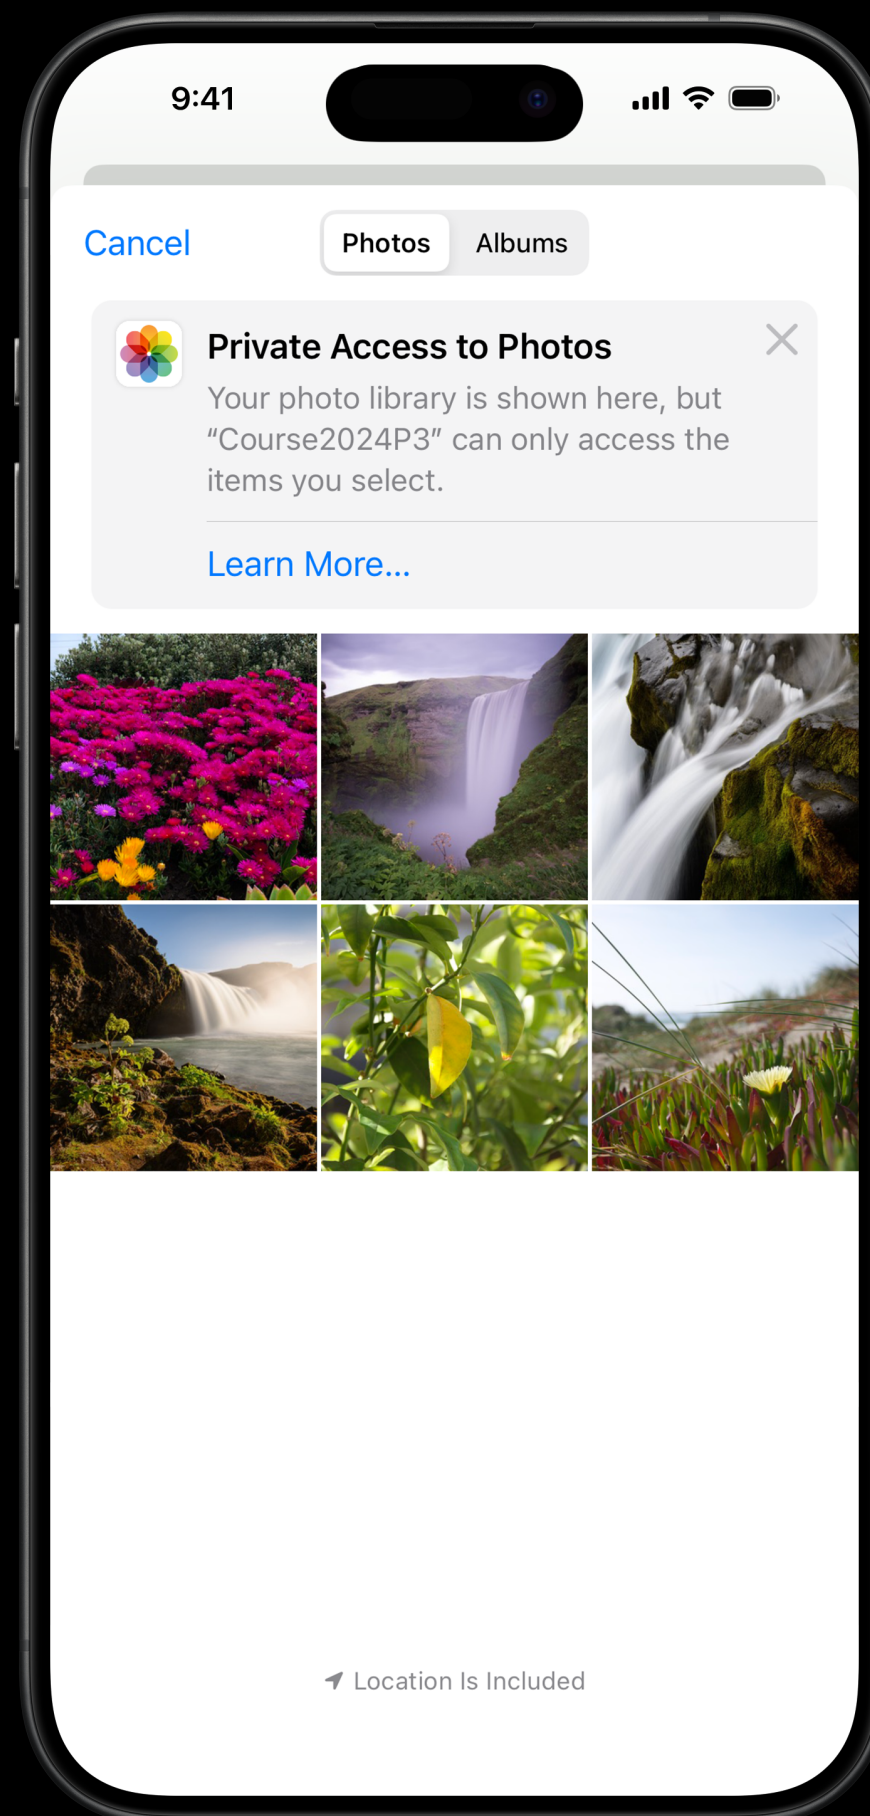 9:41
Cancel
Photos
Albums
Private Access to Photos
Your photo library is shown here, but
“Course2024P3” can only access the
items you select.
Learn More...
Location Is Included